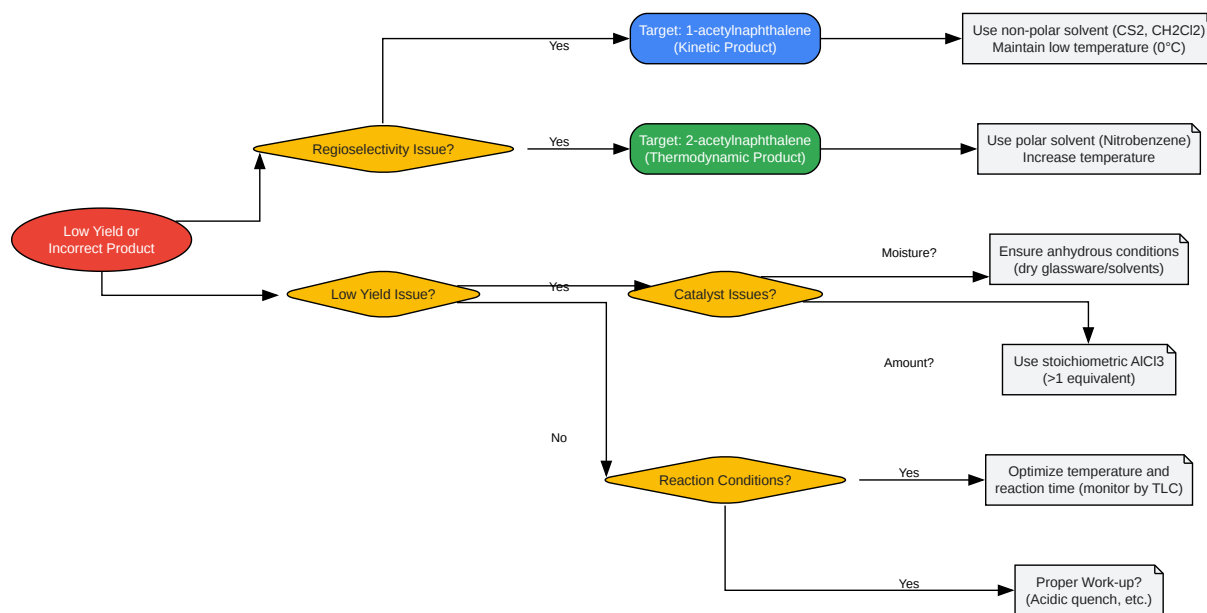 Yes
Target: 1-acetylnaphthalene
(Kinetic Product)
Use non-polar solvent (CS2, CH2Cl2)
Maintain low temperature (0°C)
Regioselectivity Issue?
Yes
Target: 2-acetylnaphthalene
(Thermodynamic Product)
Use polar solvent (Nitrobenzene)
Increase temperature
Low Yield or
Incorrect Product
Low Yield Issue?
Yes
Catalyst Issues?
Moisture?
Ensure anhydrous conditions
(dry glassware/solvents)
Amount?
Use stoichiometric AlCl3
(>1 equivalent)
No
Reaction Conditions?
Yes
Optimize temperature and
reaction time (monitor by TLC)
Yes
Proper Work-up?
(Acidic quench, etc.)